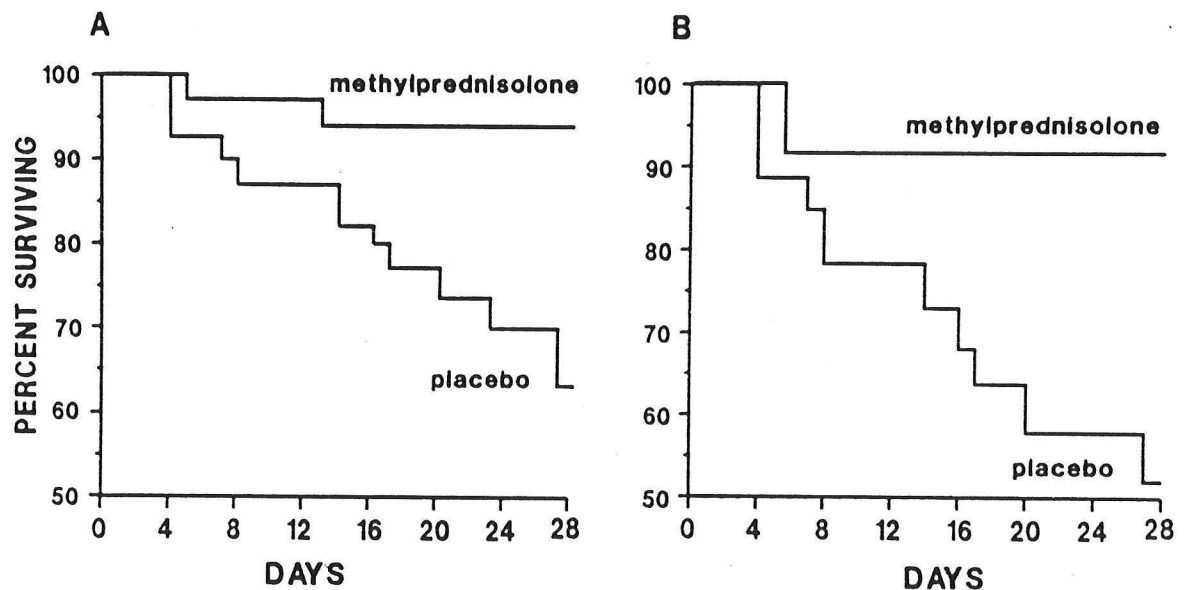 A
PERCENT SURVIVING
100
90
80
70
60
50
methylprednisolone
placebo
0 4 8 12 16 20 24 28
DAYS
B
100
90
80
70
60
50
methylprednisolone
placebo
0 4 8 12 16 20 24 28
DAYS